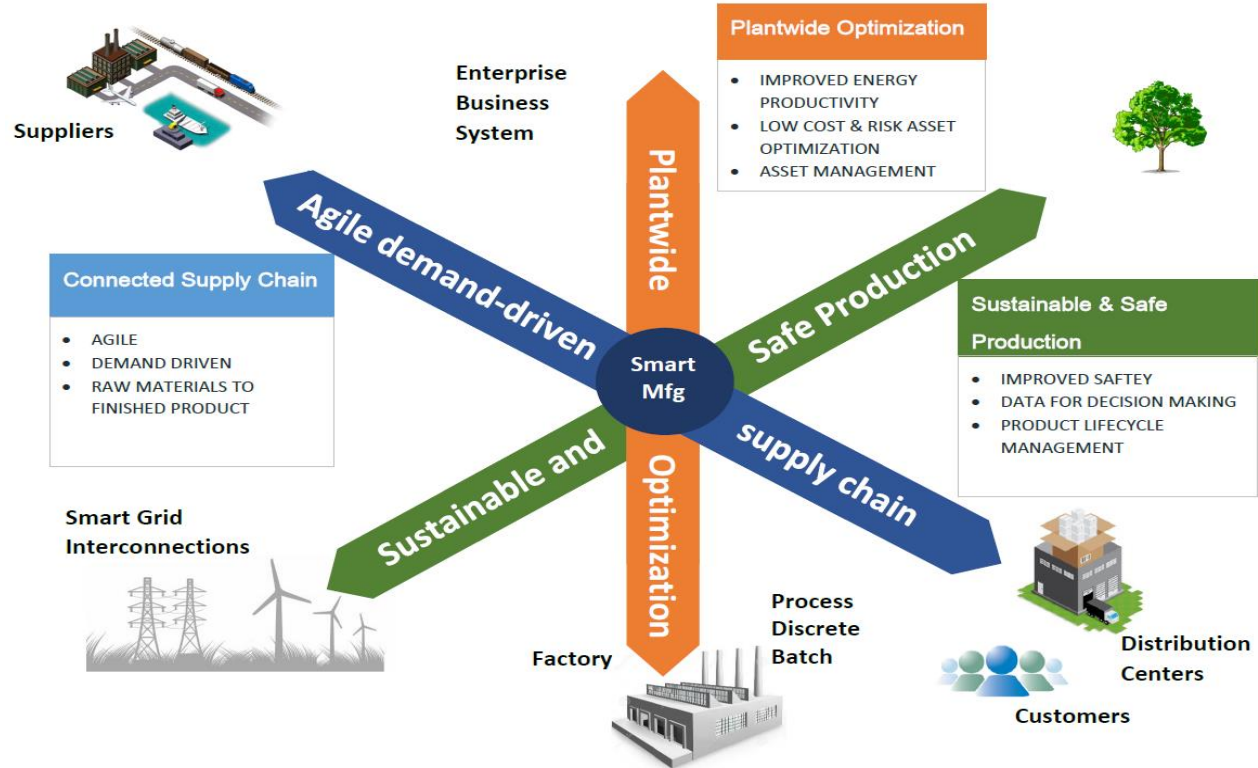 Plantwide Optimization
• IMPROVED ENERGY
PRODUCTIVITY
• LOW COST & RISK ASSET
OPTIMIZATION
• ASSET MANAGEMENT
Enterprise
Business
System
Suppliers
Agile demand-driven
Plantwide
Safe Production
Connected Supply Chain
• AGILE
• DEMAND DRIVEN
• RAW MATERIALS TO
FINISHED PRODUCT
Sustainable & Safe
Production
• IMPROVED SAFTEY
• DATA FOR DECISION MAKING
• PRODUCT LIFECYCLE
MANAGEMENT
Smart
Mfg
Sustainable and
Optimization
supply chain
Smart Grid
Interconnections
Process
Discrete
Batch
Factory
Distribution
Centers
Customers